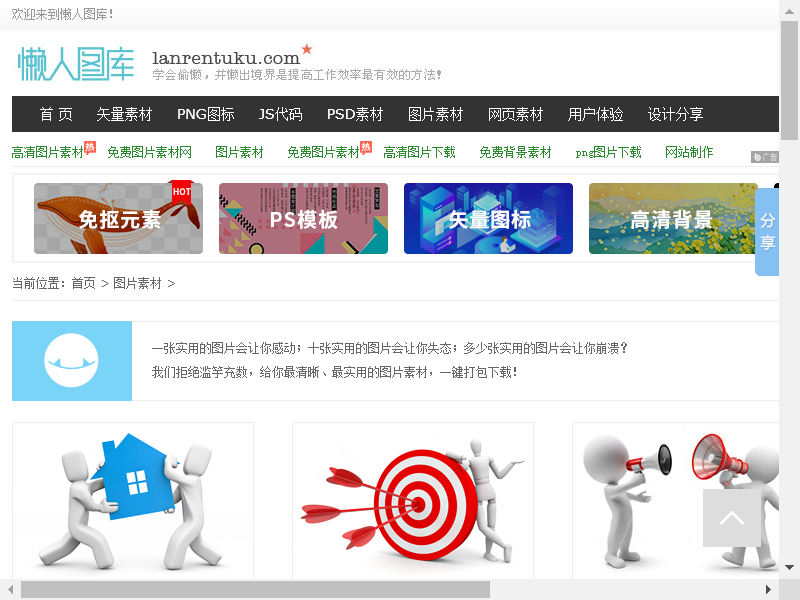 欢迎来到懒人图库!
懒人图库
lanrentuku.com
学会偷懒，并懒出境界是提高工作效率最有效的方法!
首 页 矢量素材 PNG图标 JS代码 PSD素材 图片素材 网页素材 用户体验 设计分享
高清图片素材 热 免费图片素材网 图片素材 免费图片素材 热 高清图片下载 免费背景素材 png图片下载 网站制作
广告
免抠元素 HOT PS模板 矢量图标 高清背景
分享
当前位置：首页 > 图片素材 >
一张实用的图片会让你感动；十张实用的图片会让你失态；多少张实用的图片会让你崩溃？
我们拒绝滥竽充数，给你最清晰、最实用的图片素材，一键打包下载！